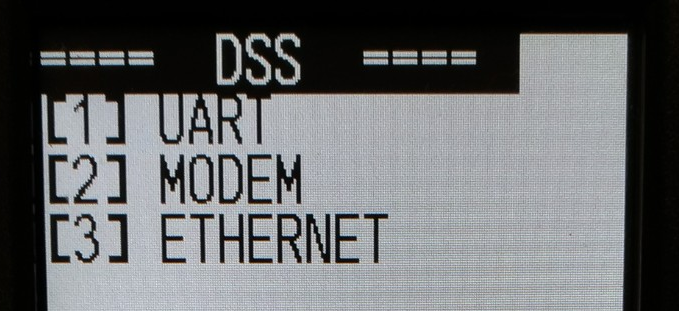 ==== DSS ====
[1] UART
[2] MODEM
[3] ETHERNET